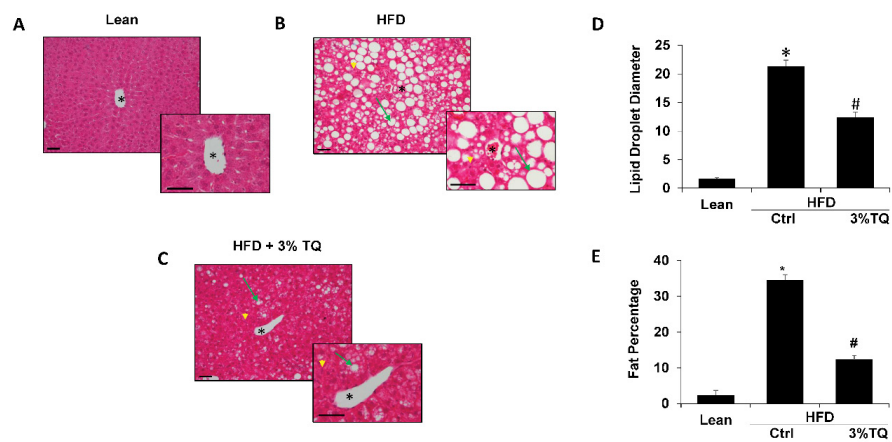 A
Lean
*
*
B
HFD
*
*
C
HFD + 3% TQ
*
*
D
Lipid Droplet Diameter
25
20
15
10
5
0
*
#
Lean
HFD
Ctrl
3%TQ
E
Fat Percentage
40
30
20
10
0
*
#
Lean
HFD
Ctrl
3%TQ